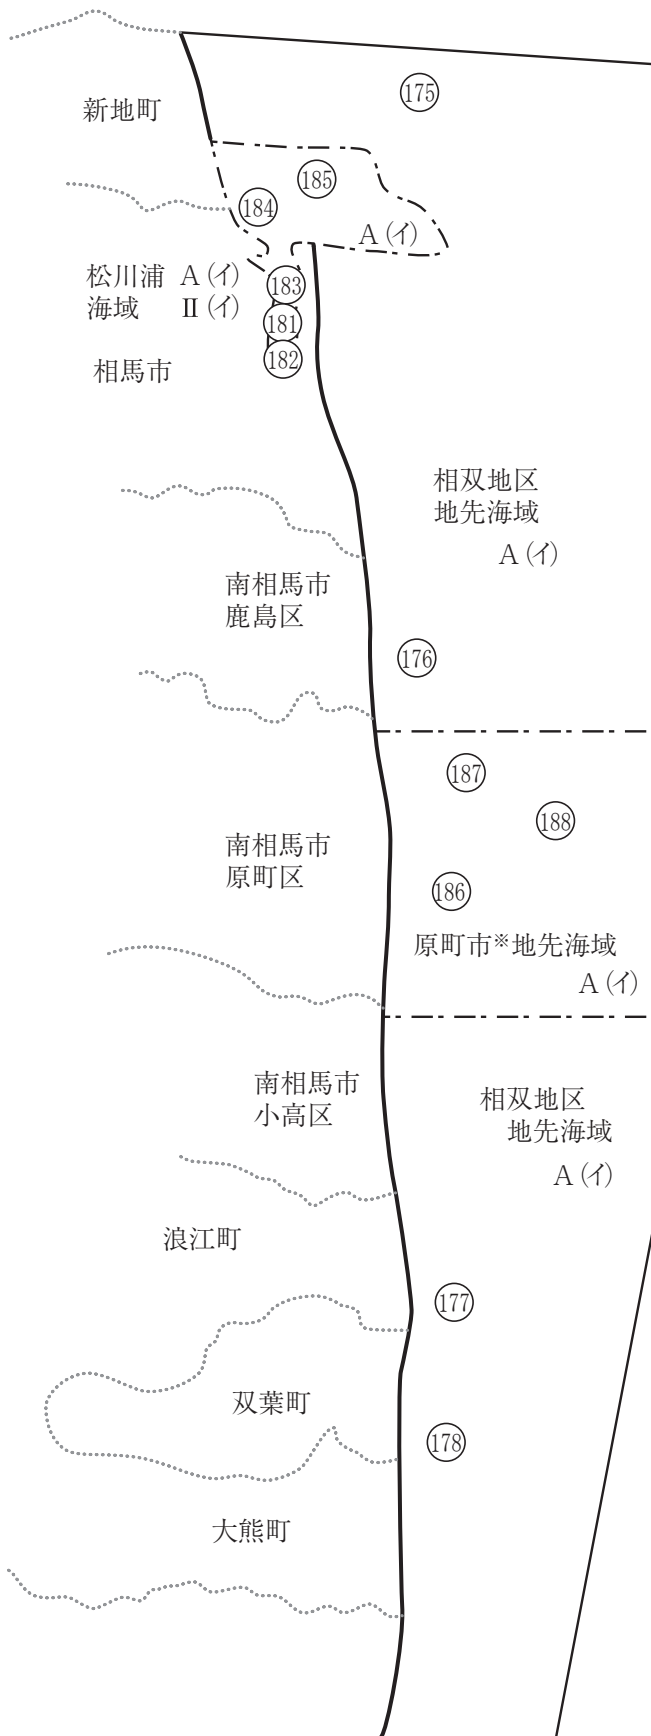 175
新地町
185
184
A (イ)
松川浦 A (イ)
海域 II (イ)
183
181
182
相馬市
相双地区
地先海域
A (イ)
南相馬市
鹿島区
176
187
188
南相馬市
原町区
186
原町市※地先海域
A (イ)
南相馬市
小高区
相双地区
地先海域
A (イ)
浪江町
177
双葉町
178
大熊町